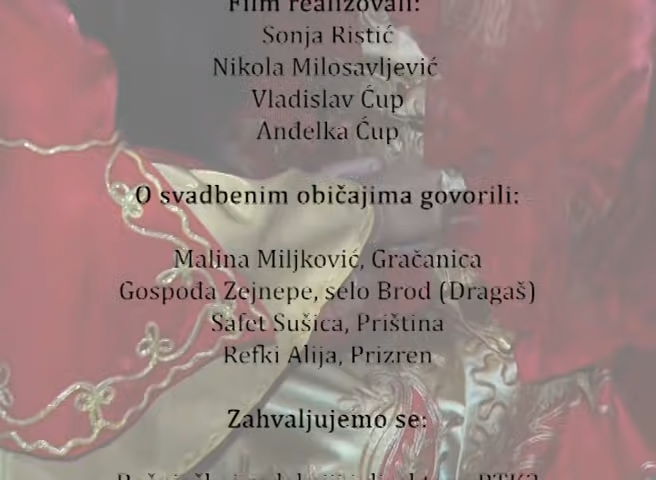 Film realizovali:
Sonja Ristić
Nikola Milosavljević
Vladislav Ćup
Anđelka Ćup
O svadbenim običajima govorili:
Malina Miljković, Gračanica
Gospođa Zejnepe, selo Brod (Dragaš)
Safet Sušica, Priština
Refki Alija, Prizren
Zahvaljujemo se: